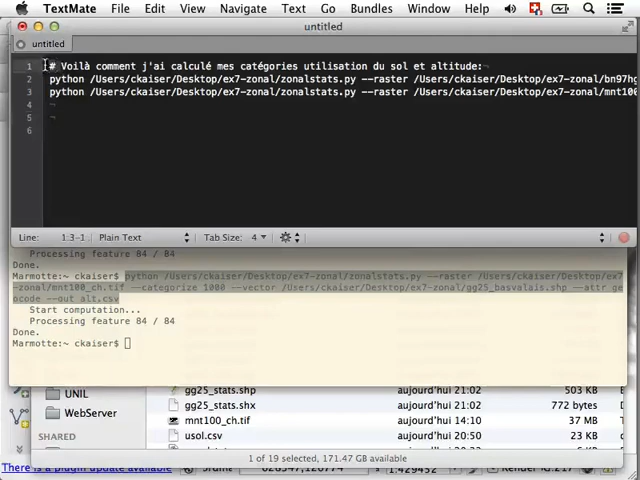 TextMate File Edit View Navigate Text Go Bundles Window Help
untitled
untitled
1 # Voilà comment j'ai calculé mes catégories utilisation du sol et altitude:
2 python /Users/ckaiser/Desktop/ex7-zonal/zonalstats.py --raster /Users/ckaiser/Desktop/ex7-zonal/bn97hg
3 python /Users/ckaiser/Desktop/ex7-zonal/zonalstats.py --raster /Users/ckaiser/Desktop/ex7-zonal/mnt100
4
5
6
Line: 1:3-1 Plain Text Tab Size: 4
Processing feature 84 / 84
Done.
Marmotte:~ ckaiser$ python /Users/ckaiser/Desktop/ex7-zonal/zonalstats.py --raster /Users/ckaiser/Desktop/ex7
-zonal/mnt100_ch.tif --categorize 1000 --vector /Users/ckaiser/Desktop/ex7-zonal/gg25_basvalais.shp --attr ge
ocode --out alt.csv
Start computation...
Processing feature 84 / 84
Done.
Marmotte:~ ckaiser$
UNIL
WebServer
SHARED
gg25_stats.shp aujourd'hui 21:02 503 KB
gg25_stats.shx aujourd'hui 21:02 772 bytes
mnt100_ch.tif aujourd'hui 14:10 37 MB
usol.csv aujourd'hui 20:50 23 KB
1 of 19 selected, 171.47 GB available
There is a plugin update available